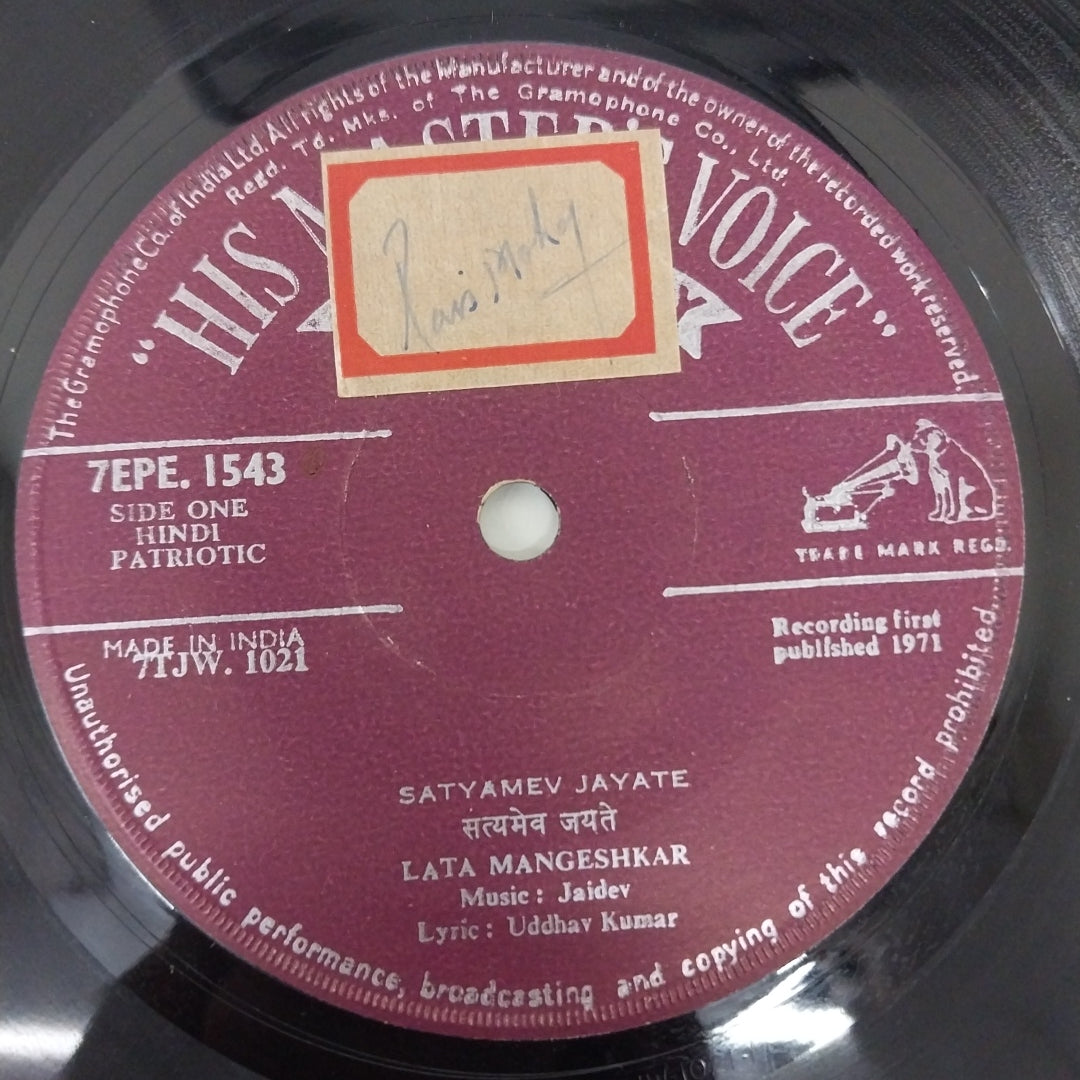 The Gramophone Co. of India Ltd. All rights of the Manufacturer and of the owner of the recorded work reserved.
Regd. Td. Mks. of The Gramophone Co., Ltd.
"HIS MASTER'S VOICE"
7EPE. 1543
SIDE ONE
HINDI
PATRIOTIC
TRADE MARK REGD.
MADE IN INDIA
7TJW. 1021
Recording first
published 1971
SATYAMEV JAYATE
सत्यमेव जयते
LATA MANGESHKAR
Music : Jaidev
Lyric : Uddhav Kumar
Unauthorised public performance, broadcasting and copying of this record prohibited.